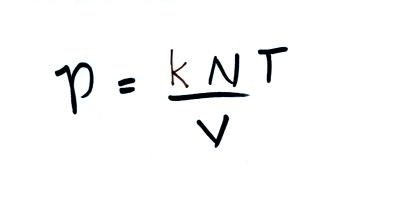 p = kNT
V